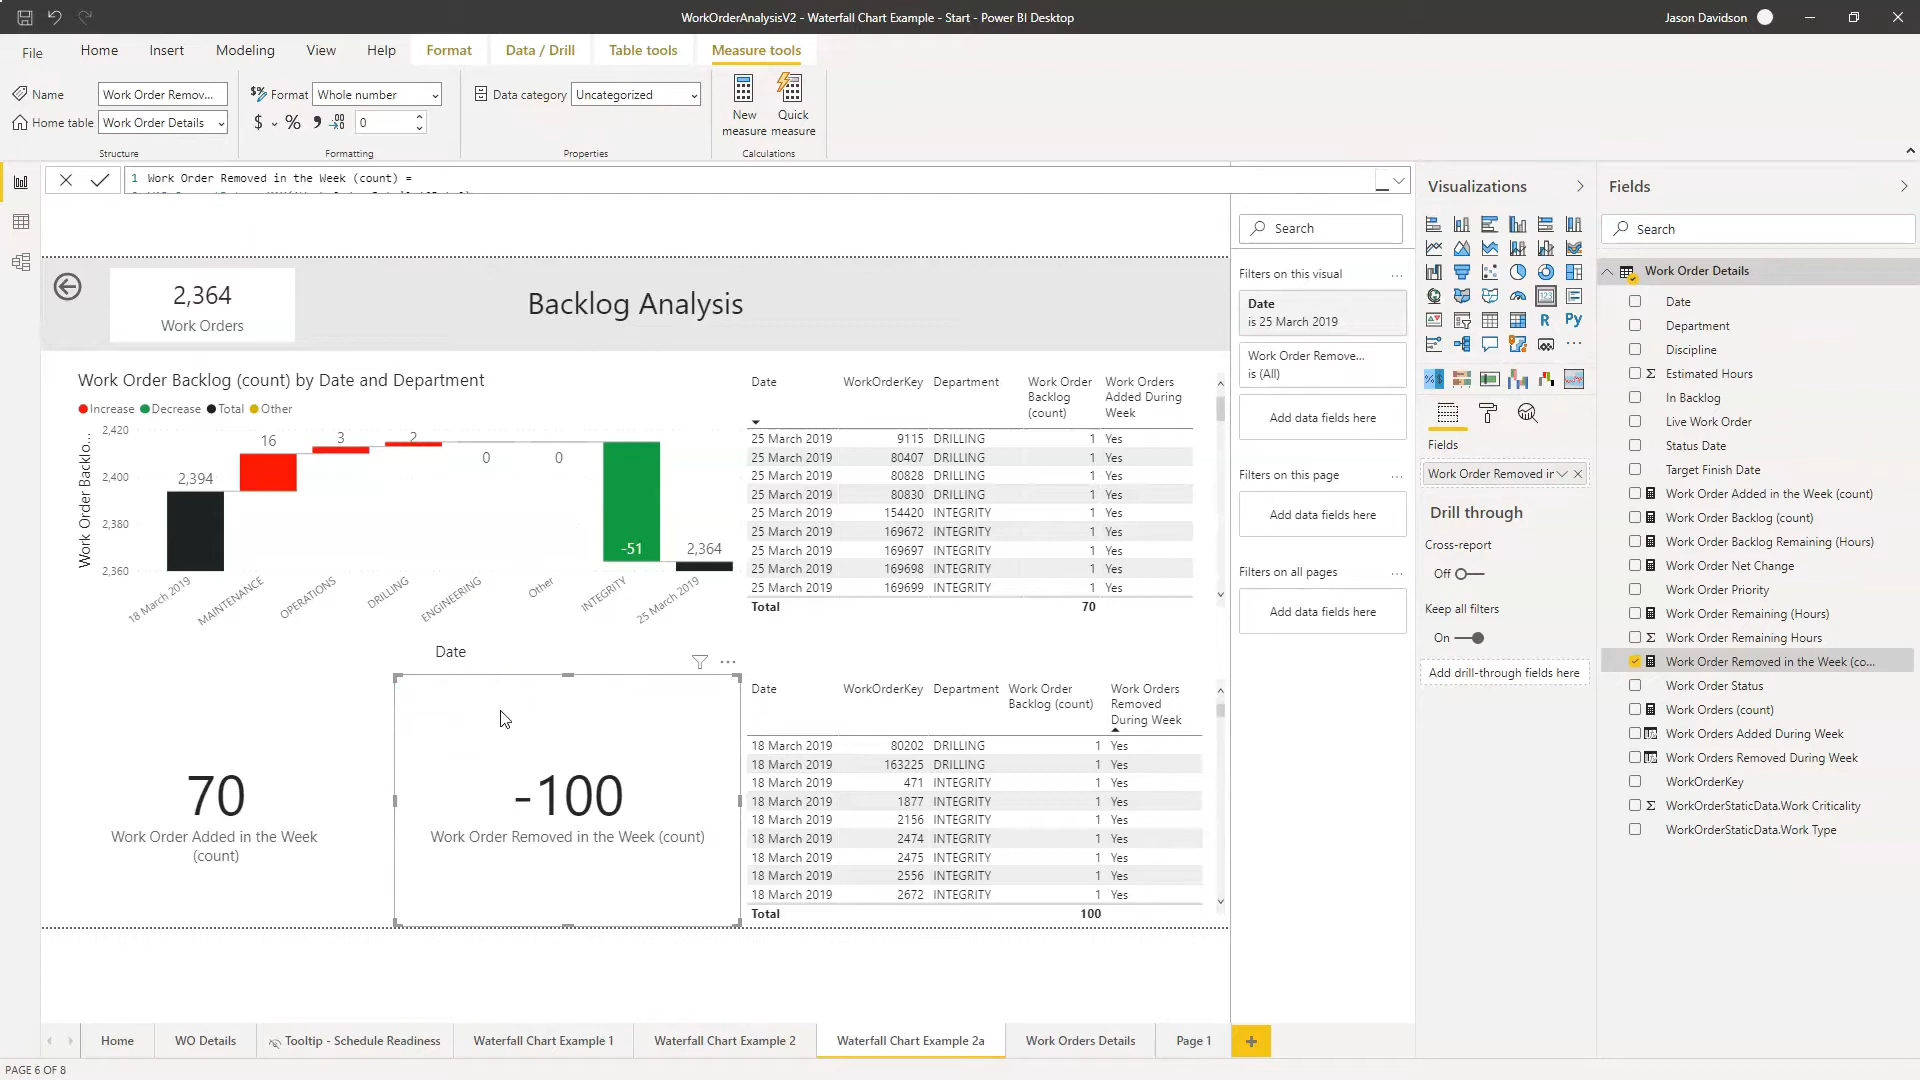 WorkOrderAnalysisV2 - Waterfall Chart Example - Start - Power BI Desktop
Jason Davidson
File
Home
Insert
Modeling
View
Help
Format
Data / Drill
Table tools
Measure tools
Name
Work Order Remov...
Home table
Work Order Details
Structure
Format
Whole number
$
%
0
Formatting
Data category
Uncategorized
Properties
New measure
Quick measure
Calculations
1 Work Order Removed in the Week (count) =
2,364
Work Orders
Backlog Analysis
Work Order Backlog (count) by Date and Department
Increase
Decrease
Total
Other
Work Order Backlo...
2,420
2,400
2,380
2,360
2,394
16
3
2
0
0
-51
2,364
18 March 2019
MAINTENANCE
OPERATIONS
DRILLING
ENGINEERING
Other
INTEGRITY
25 March 2019
Date
70
Work Order Added in the Week
(count)
-100
Work Order Removed in the Week (count)
Date WorkOrderKey Department Work Order Backlog (count) Work Orders Added During Week
25 March 2019 9115 DRILLING 1 Yes
25 March 2019 80407 DRILLING 1 Yes
25 March 2019 80828 DRILLING 1 Yes
25 March 2019 80830 DRILLING 1 Yes
25 March 2019 154420 INTEGRITY 1 Yes
25 March 2019 169672 INTEGRITY 1 Yes
25 March 2019 169697 INTEGRITY 1 Yes
25 March 2019 169698 INTEGRITY 1 Yes
25 March 2019 169699 INTEGRITY 1 Yes
Total 70
Date WorkOrderKey Department Work Order Backlog (count) Work Orders Removed During Week
18 March 2019 80202 DRILLING 1 Yes
18 March 2019 163225 DRILLING 1 Yes
18 March 2019 471 INTEGRITY 1 Yes
18 March 2019 1877 INTEGRITY 1 Yes
18 March 2019 2156 INTEGRITY 1 Yes
18 March 2019 2474 INTEGRITY 1 Yes
18 March 2019 2475 INTEGRITY 1 Yes
18 March 2019 2556 INTEGRITY 1 Yes
18 March 2019 2672 INTEGRITY 1 Yes
Total 100
Search
Filters on this visual ...
Date
is 25 March 2019
Work Order Remove...
is (All)
Add data fields here
Filters on this page ...
Add data fields here
Filters on all pages ...
Add data fields here
Visualizations
R
Py
Fields
Work Order Removed ir
Drill through
Cross-report
Off
Keep all filters
On
Add drill-through fields here
Fields
Search
Work Order Details
Date
Department
Discipline
Estimated Hours
In Backlog
Live Work Order
Status Date
Target Finish Date
Work Order Added in the Week (count)
Work Order Backlog (count)
Work Order Backlog Remaining (Hours)
Work Order Net Change
Work Order Priority
Work Order Remaining (Hours)
Work Order Remaining Hours
Work Order Removed in the Week (co...
Work Order Status
Work Orders (count)
Work Orders Added During Week
Work Orders Removed During Week
WorkOrderKey
WorkOrderStaticData.Work Criticality
WorkOrderStaticData.Work Type
Home
WO Details
Tooltip - Schedule Readiness
Waterfall Chart Example 1
Waterfall Chart Example 2
Waterfall Chart Example 2a
Work Orders Details
Page 1
+
PAGE 6 OF 8